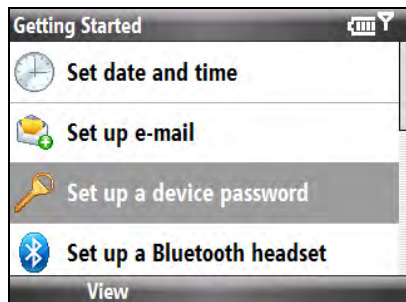 Getting Started
Set date and time
Set up e-mail
Set up a device password
Set up a Bluetooth headset
View